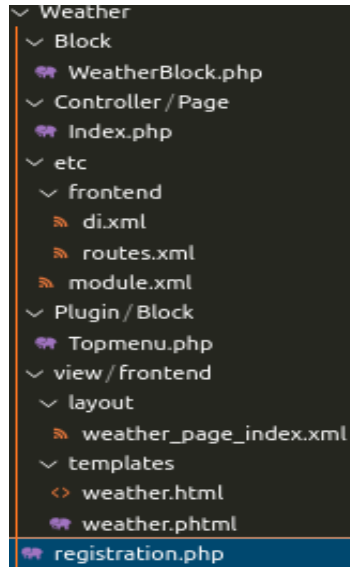 Weather
Block
WeatherBlock.php
Controller/Page
Index.php
etc
frontend
di.xml
routes.xml
module.xml
Plugin/Block
Topmenu.php
view/frontend
layout
weather_page_index.xml
templates
weather.html
weather.phtml
registration.php